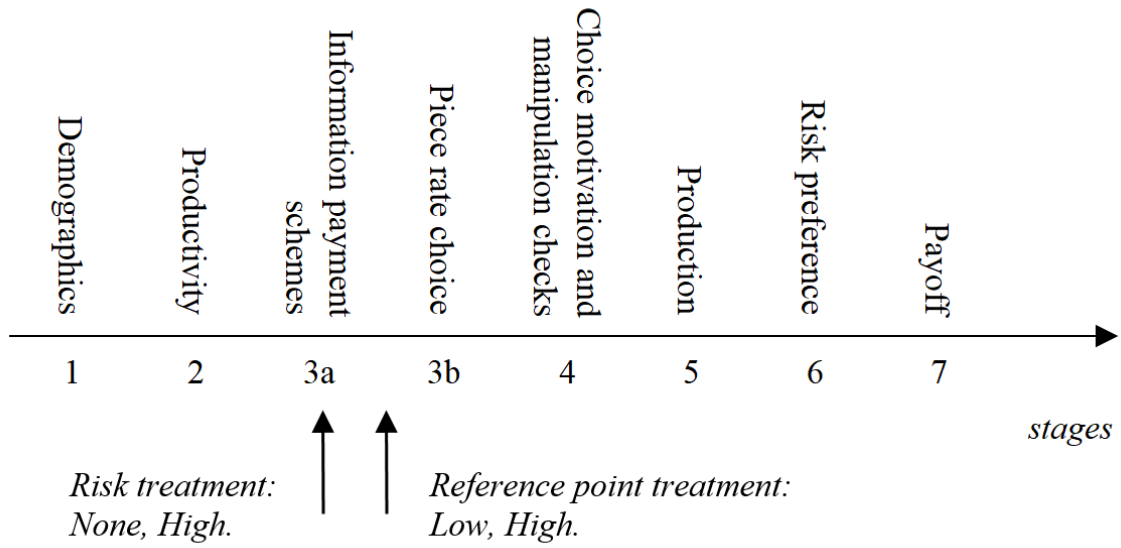 Demographics
Productivity
Information payment
schemes
Piece rate choice
Choice motivation and
manipulation checks
Production
Risk preference
Payoff
1
2
3a
3b
4
5
6
7
stages
Risk treatment:
None, High.
Reference point treatment:
Low, High.